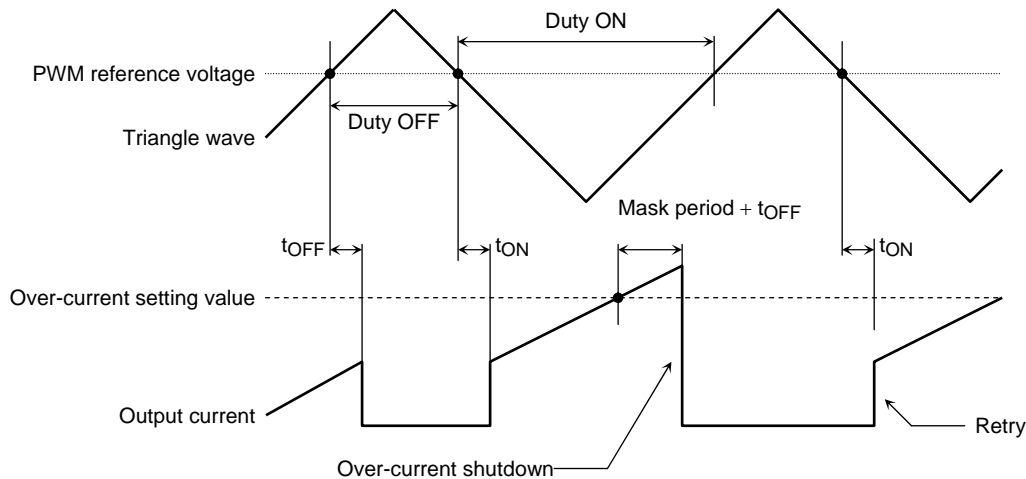 Duty ON
PWM reference voltage
Duty OFF
Triangle wave
Mask period + tOFF
tOFF
tON
tON
Over-current setting value
Output current
Retry
Over-current shutdown